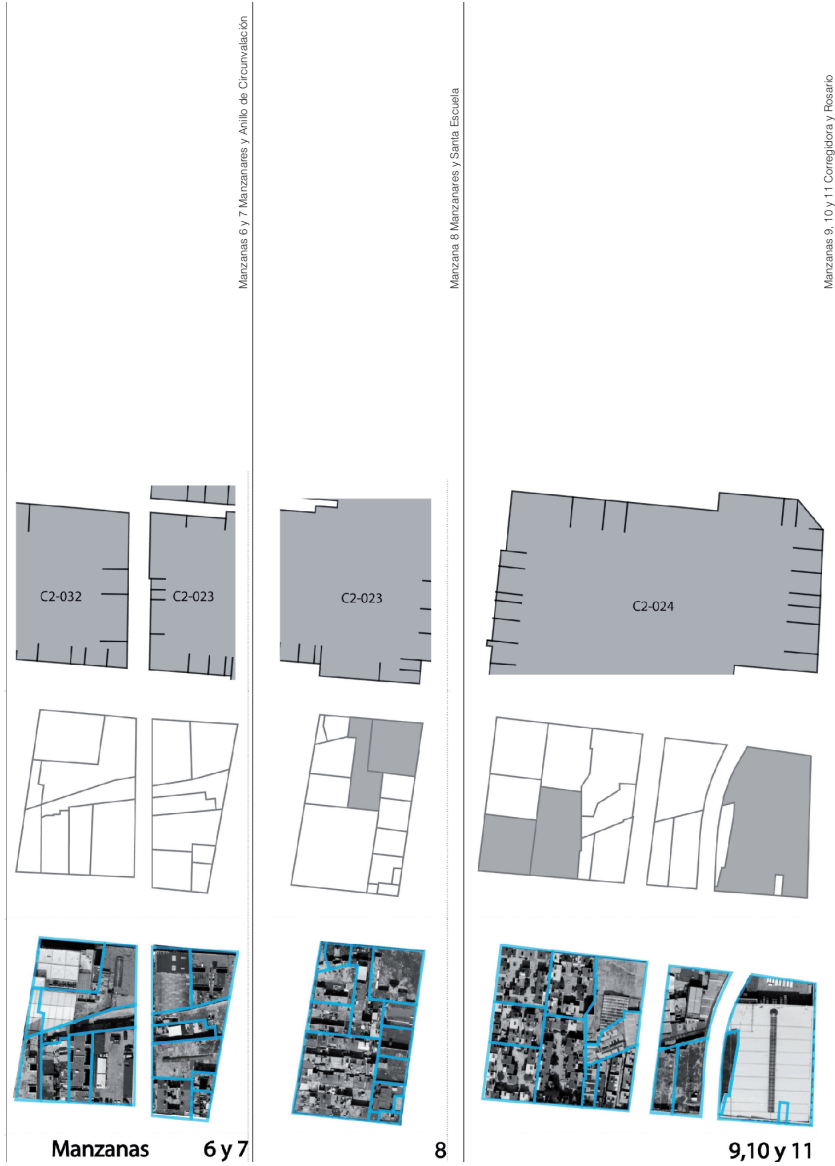 Manzanas 6 y 7 Manzanares y Anillo de Circunvalación
Manzana 8 Manzanares y Santa Escuela
Manzanas 9, 10 y 11 Corregidora y Rosario
C2-032
C2-023
C2-023
C2-024
Manzanas 6 y 7
8
9,10 y 11